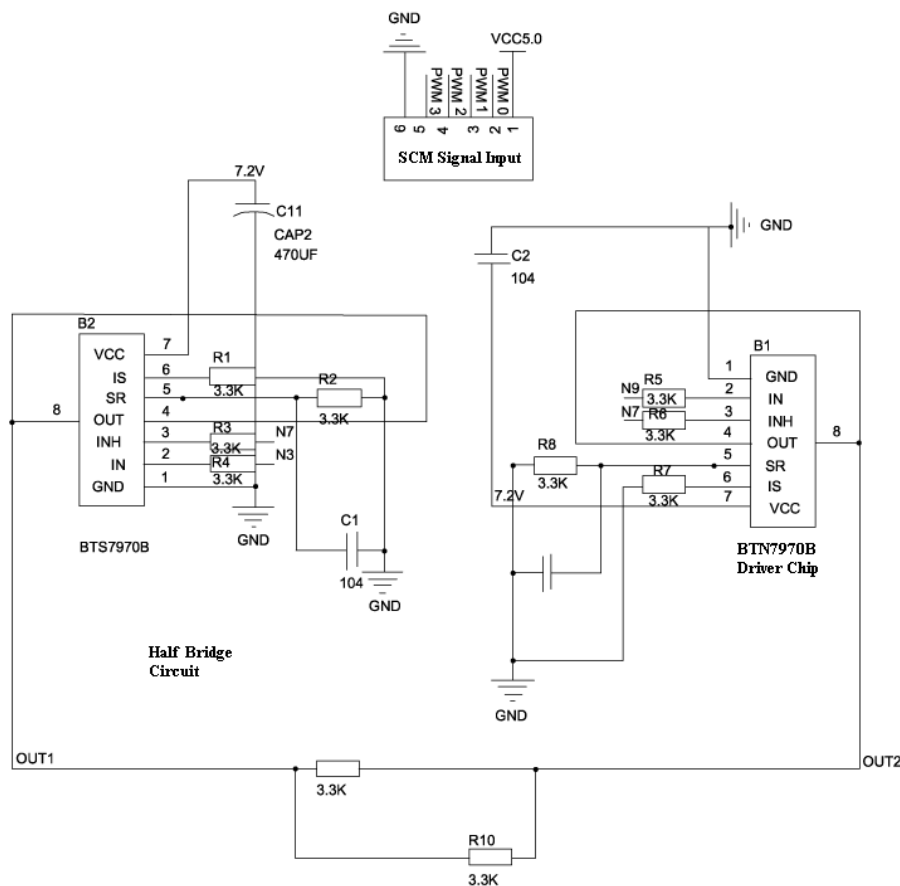 GND
VCC5.0
PWM 3
PWM 2
PWM 1
PWM 0
6
5
4
3
2
1
SCM Signal Input
7.2V
C11
CAP2
470UF
GND
C2
104
B2
7
VCC
6
IS
R1
3.3K
5
SR
R2
3.3K
8
4
OUT
3
INH
R3
3.3K
N7
2
IN
R4
3.3K
N3
1
GND
GND
BTS7970B
C1
104
GND
B1
1
GND
N9
R5
3.3K
2
IN
N7
R6
3.3K
3
INH
4
OUT
8
R8
3.3K
5
SR
R7
3.3K
6
IS
7.2V
7
VCC
BTN7970B
Driver Chip
GND
Half Bridge
Circuit
OUT1
3.3K
OUT2
R10
3.3K